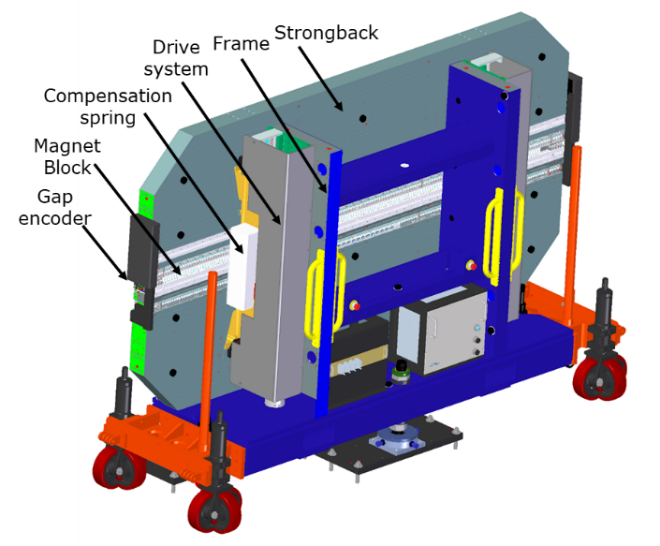 Strongback
Frame
Drive
system
Compensation
spring
Magnet
Block
Gap
encoder